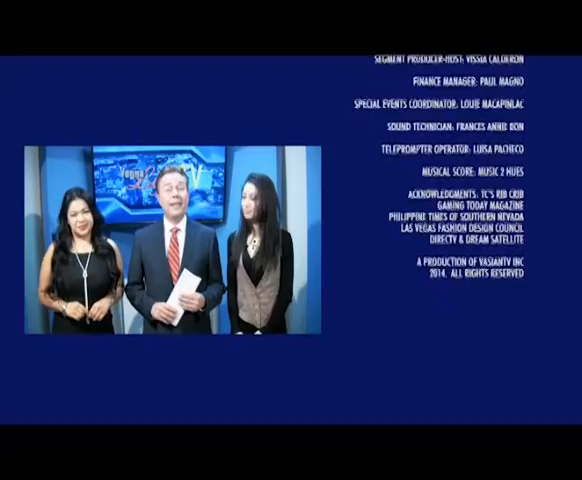 SEGMENT PRODUCER-HOST: VISSIA CALDERON
FINANCE MANAGER: PAUL MAGNO
SPECIAL EVENTS COORDINATOR: LOUIE MACAPINLAC
SOUND TECHNICIAN: FRANCES ANNIE BON
TELEPROMPTER OPERATOR: LUISA PACHECO
MUSICAL SCORE: MUSIC 2 HUES
ACKNOWLEDGMENTS: TC'S RIB CRIB
GAMING TODAY MAGAZINE
PHILIPPINE TIMES OF SOUTHERN NEVADA
LAS VEGAS FASHION DESIGN COUNCIL
DIRECTV & DREAM SATELLITE
A PRODUCTION OF VASIANTV INC
2014. ALL RIGHTS RESERVED
TV